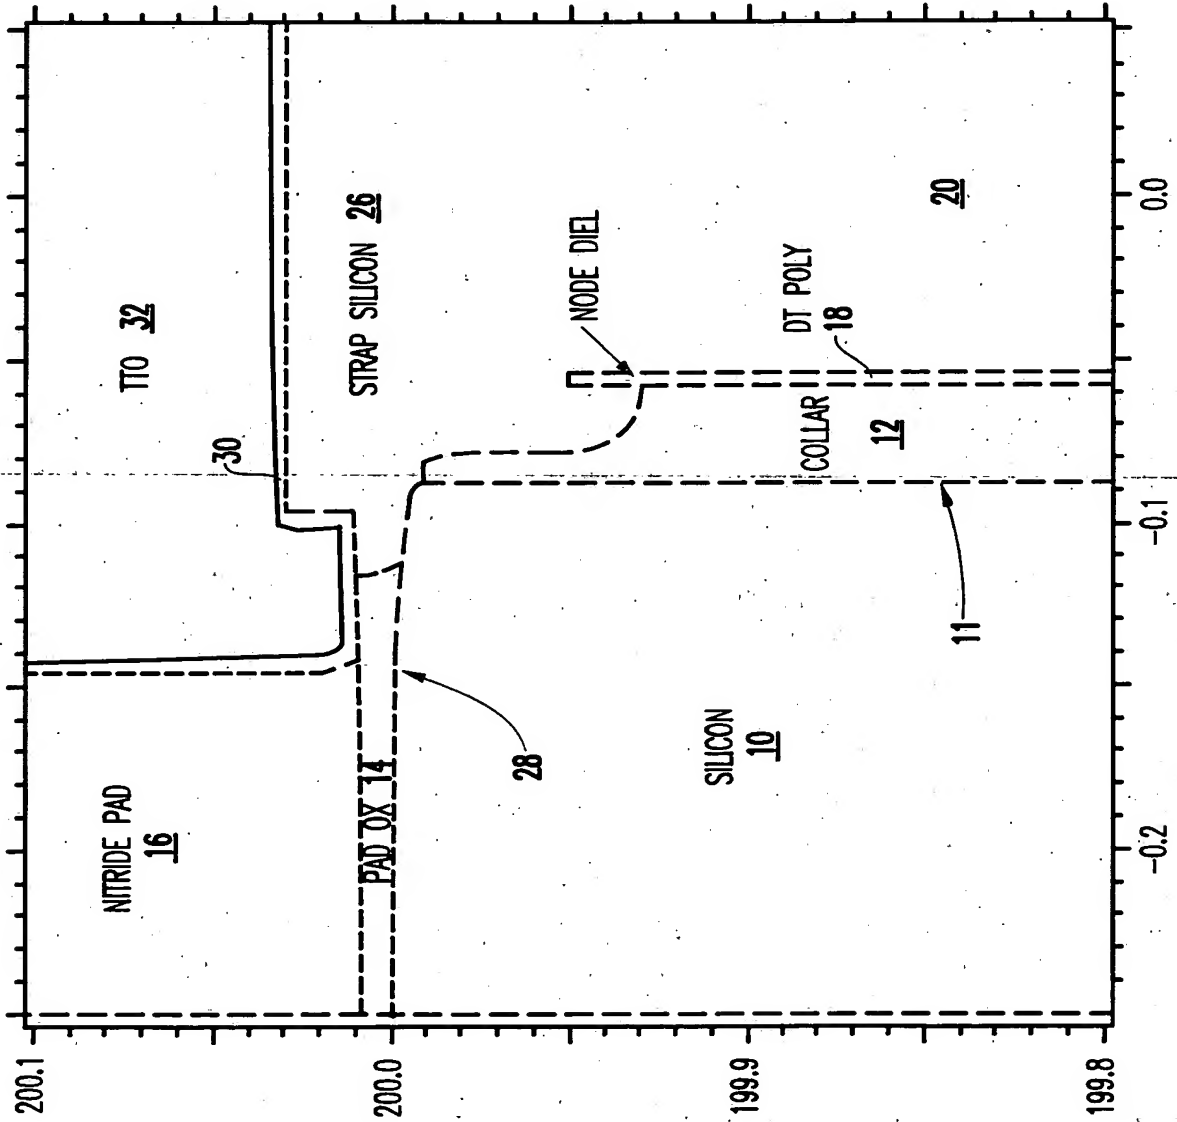 200.1
200.0
199.9
199.8
NITRIDE PAD
16
TTO 32
30
PAD OX 14
STRAP SILICON 26
28
NODE DIEL
SILICON
10
DT POLY
18
COLLAR
12
20
11
-0.2
-0.1
0.0